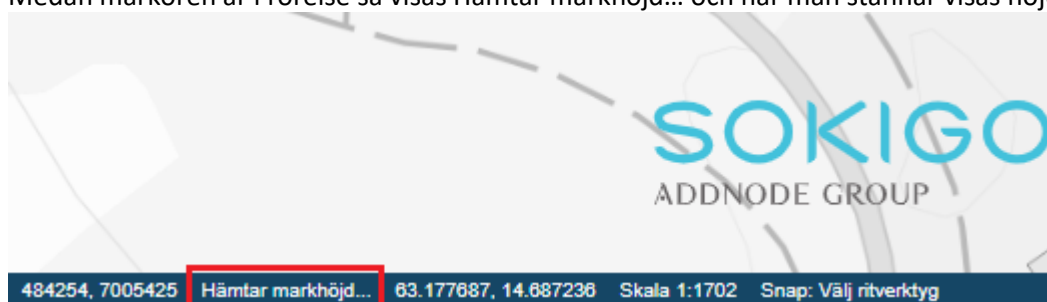 Medan markören är i rörelse så visas Hämtar markhöjd... och när man stannar visas
SOKIGO
ADDNODE GROUP
484254, 7005425 Hämtar markhöjd... 63.177687, 14.687236 Skala 1:1702 Snap: Välj ritverktyg